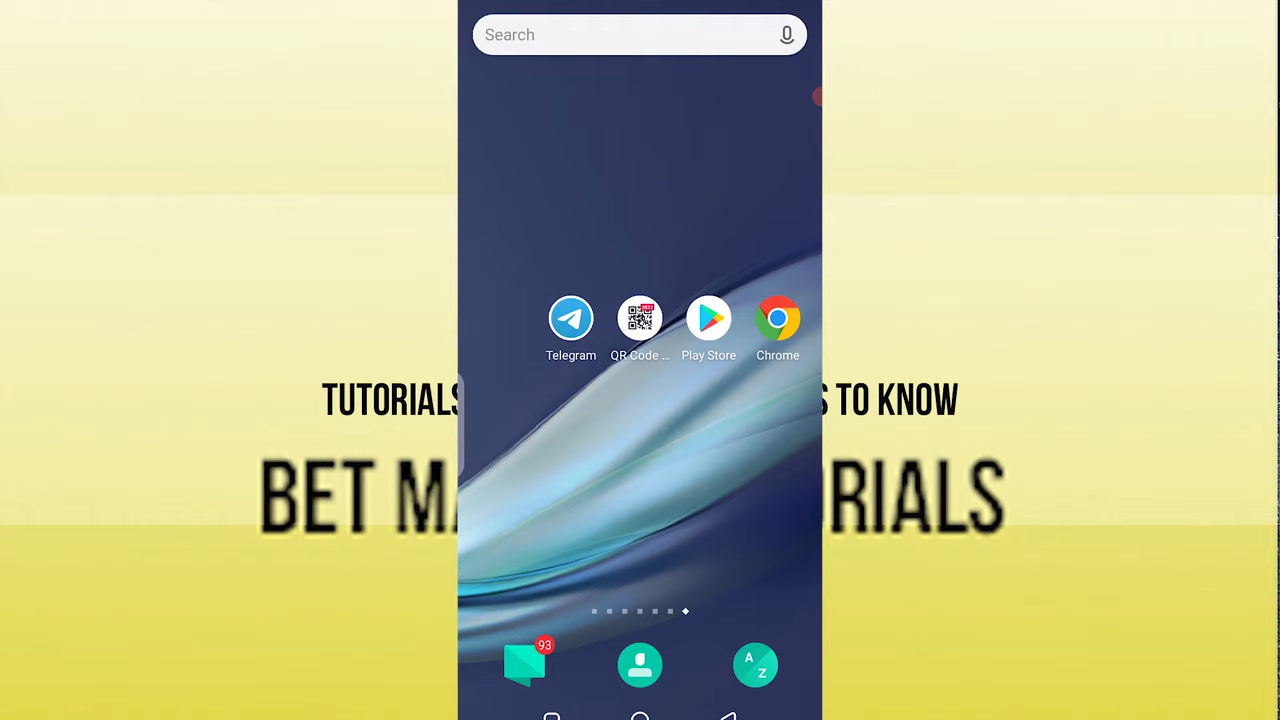 Search
Telegram
QR Code ...
Play Store
Chrome
TUTORIALS
S TO KNOW
BET MA
RIALS
93
A
Z